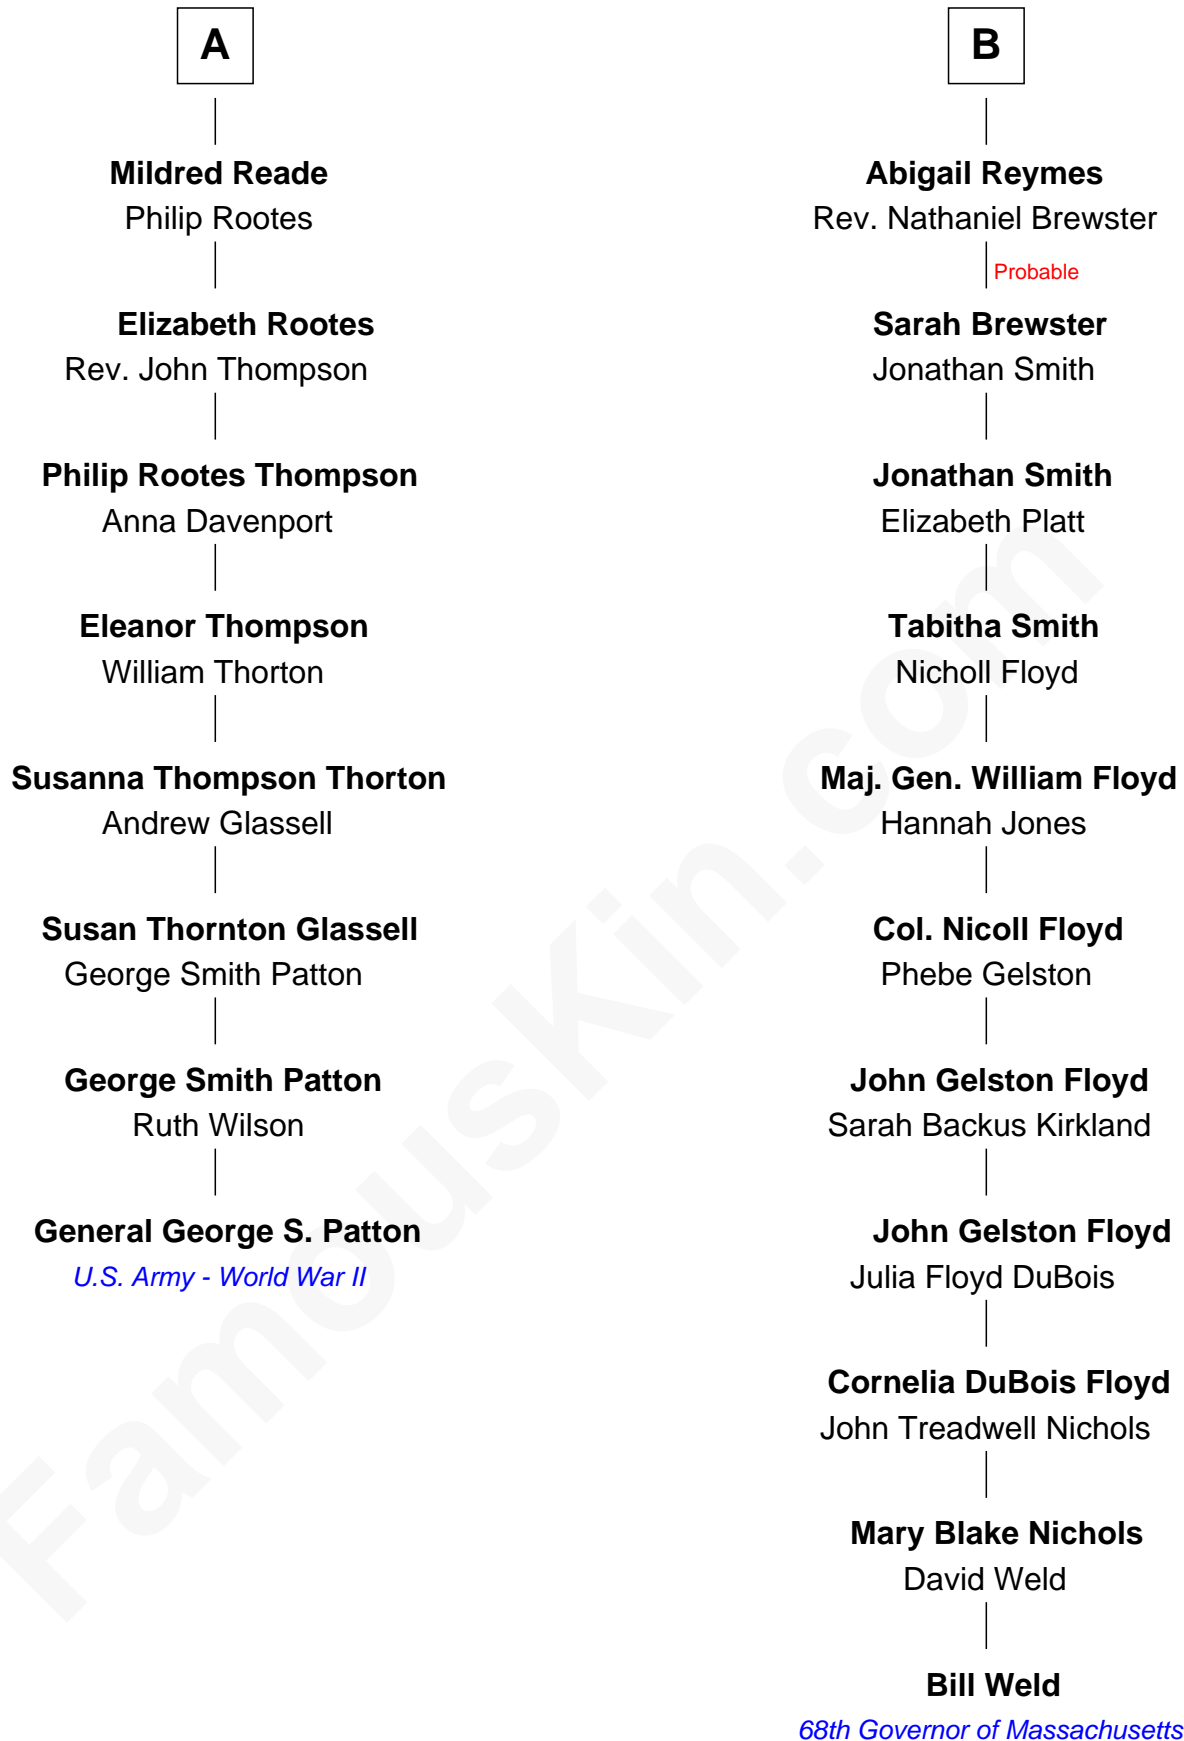 A
Mildred Reade
Philip Rootes
Elizabeth Rootes
Rev. John Thompson
Philip Rootes Thompson
Anna Davenport
Eleanor Thompson
William Thorton
Susanna Thompson Thorton
Andrew Glassell
Susan Thornton Glassell
George Smith Patton
George Smith Patton
Ruth Wilson
General George S. Patton
U.S. Army - World War II
B
Abigail Reymes
Rev. Nathaniel Brewster
Probable
Sarah Brewster
Jonathan Smith
Jonathan Smith
Elizabeth Platt
Tabitha Smith
Nicholl Floyd
Maj. Gen. William Floyd
Hannah Jones
Col. Nicoll Floyd
Phebe Gelston
John Gelston Floyd
Sarah Backus Kirkland
John Gelston Floyd
Julia Floyd DuBois
Cornelia DuBois Floyd
John Treadwell Nichols
Mary Blake Nichols
David Weld
Bill Weld
68th Governor of Massachusetts
FamousKin.com